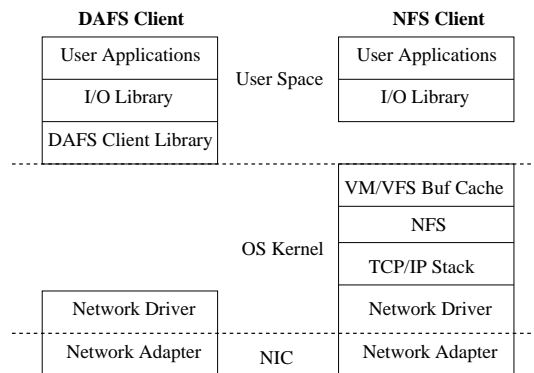 DAFS Client
NFS Client
User Applications
User Space
User Applications
I/O Library
I/O Library
DAFS Client Library
VM/VFS Buf Cache
NFS
OS Kernel
TCP/IP Stack
Network Driver
Network Driver
Network Adapter
NIC
Network Adapter